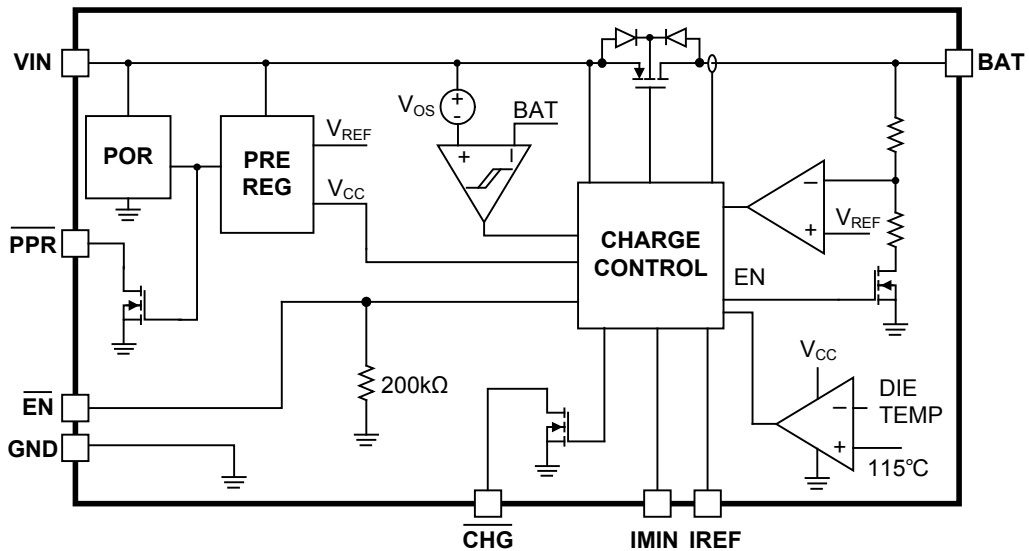 VIN
BAT
V_OS
+
-
BAT
POR
PRE
REG
V_REF
V_CC
+
−
−
V_REF
+
PPR
CHARGE
CONTROL
EN
EN
200kΩ
V_CC
DIE
TEMP
−
+
115℃
GND
CHG
IMIN
IREF